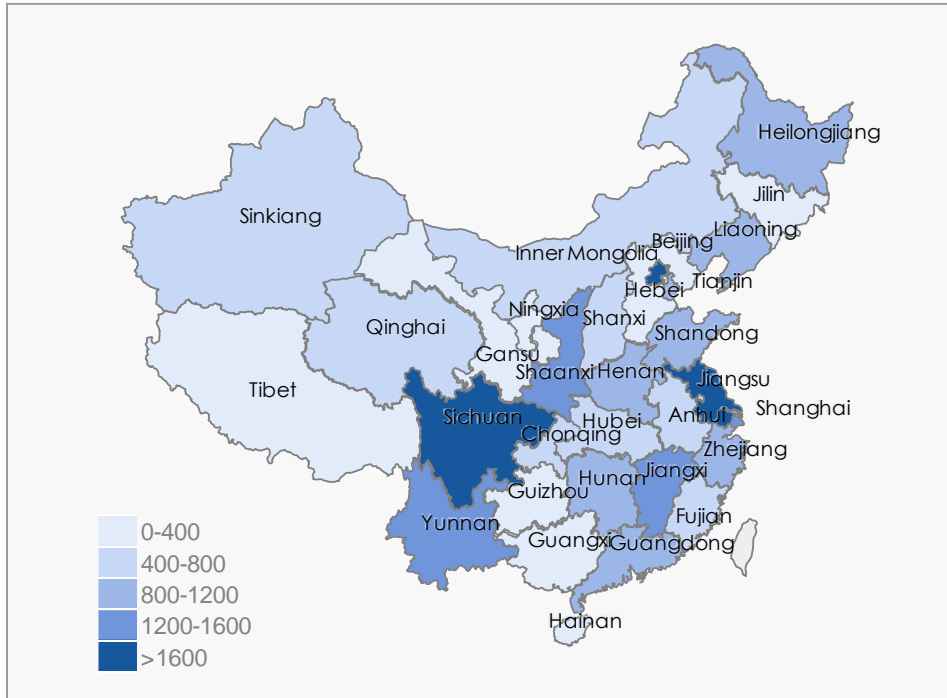 Heilongjiang
Jilin
Sinkiang
Liaoning
Beijing
Inner Mongolia
Tianjin
Hebei
Ningxia
Shanxi
Qinghai
Shandong
Gansu
Shaanxi
Henan
Jiangsu
Tibet
Shanghai
Sichuan
Anhui
Hubei
Chonqing
Zhejiang
Jiangxi
Hunan
Guizhou
Fujian
Yunnan
Guangxi
Guangdong
Hainan
0-400
400-800
800-1200
1200-1600
>1600